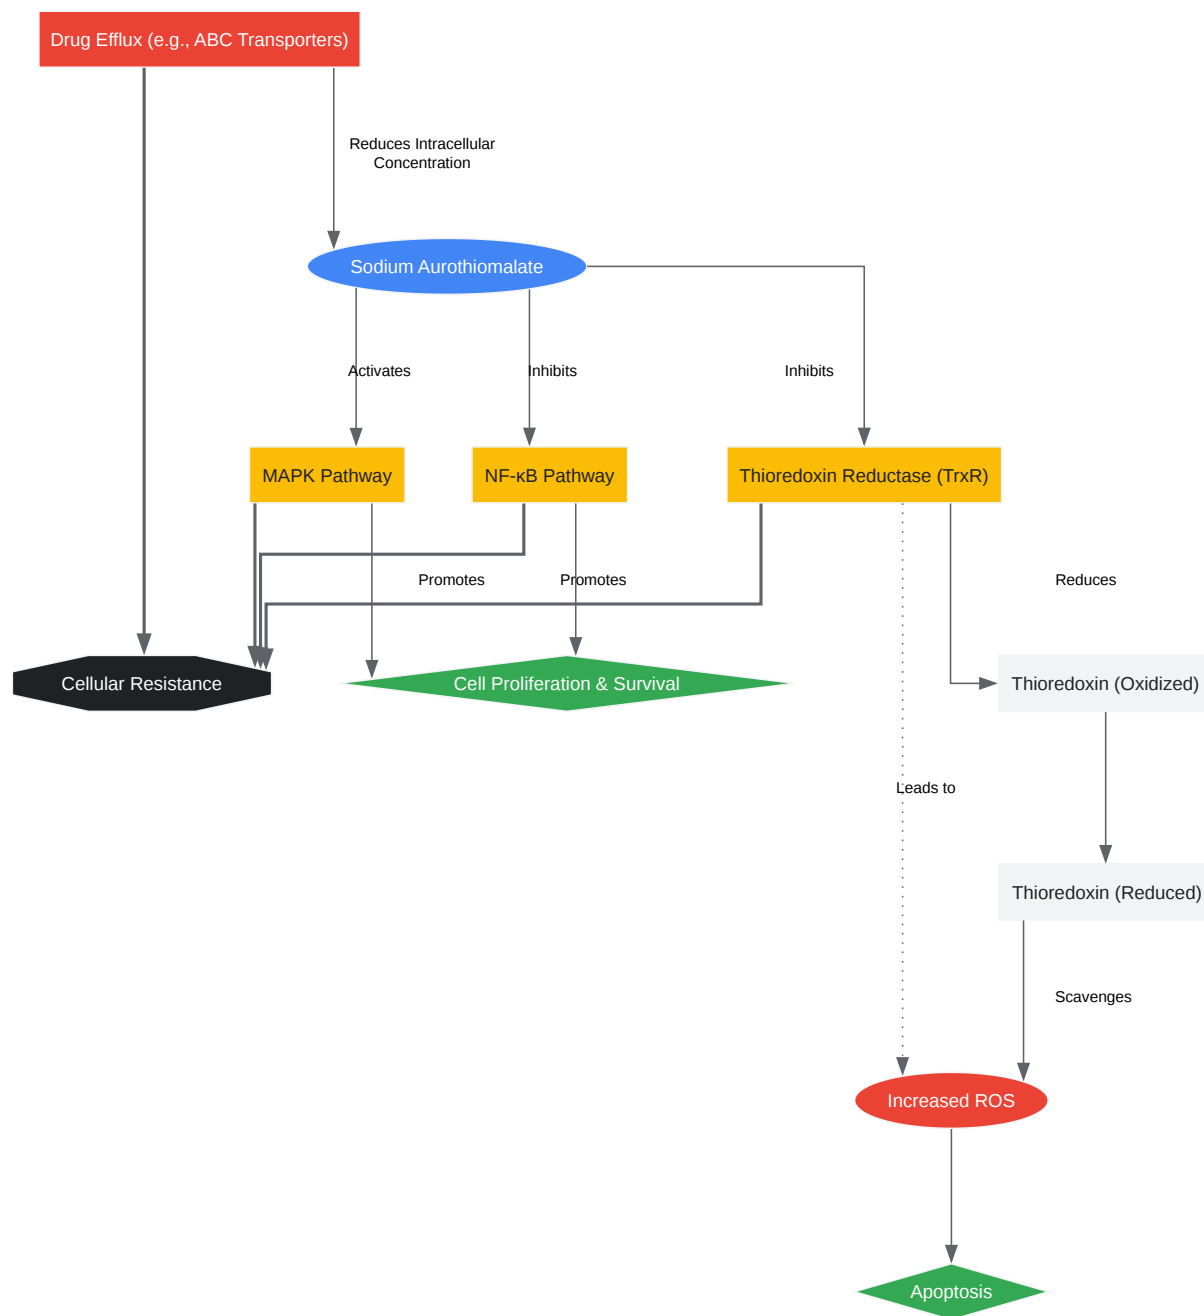 Drug Efflux (e.g., ABC Transporters)
Reduces Intracellular
Concentration
Sodium Aurothiomalate
Activates
Inhibits
Inhibits
MAPK Pathway
NF-κB Pathway
Thioredoxin Reductase (TrxR)
Promotes
Promotes
Reduces
Cellular Resistance
Cell Proliferation & Survival
Thioredoxin (Oxidized)
Leads to
Thioredoxin (Reduced)
Scavenges
Increased ROS
Apoptosis